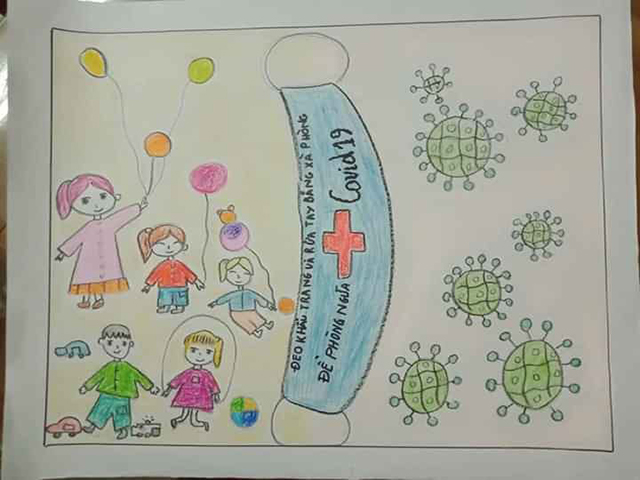 ĐEO KHẨU TRANG VÀ RỬA TAY BẰNG XÀ PHÒNG
ĐỂ PHÒNG NGỪA Covid19